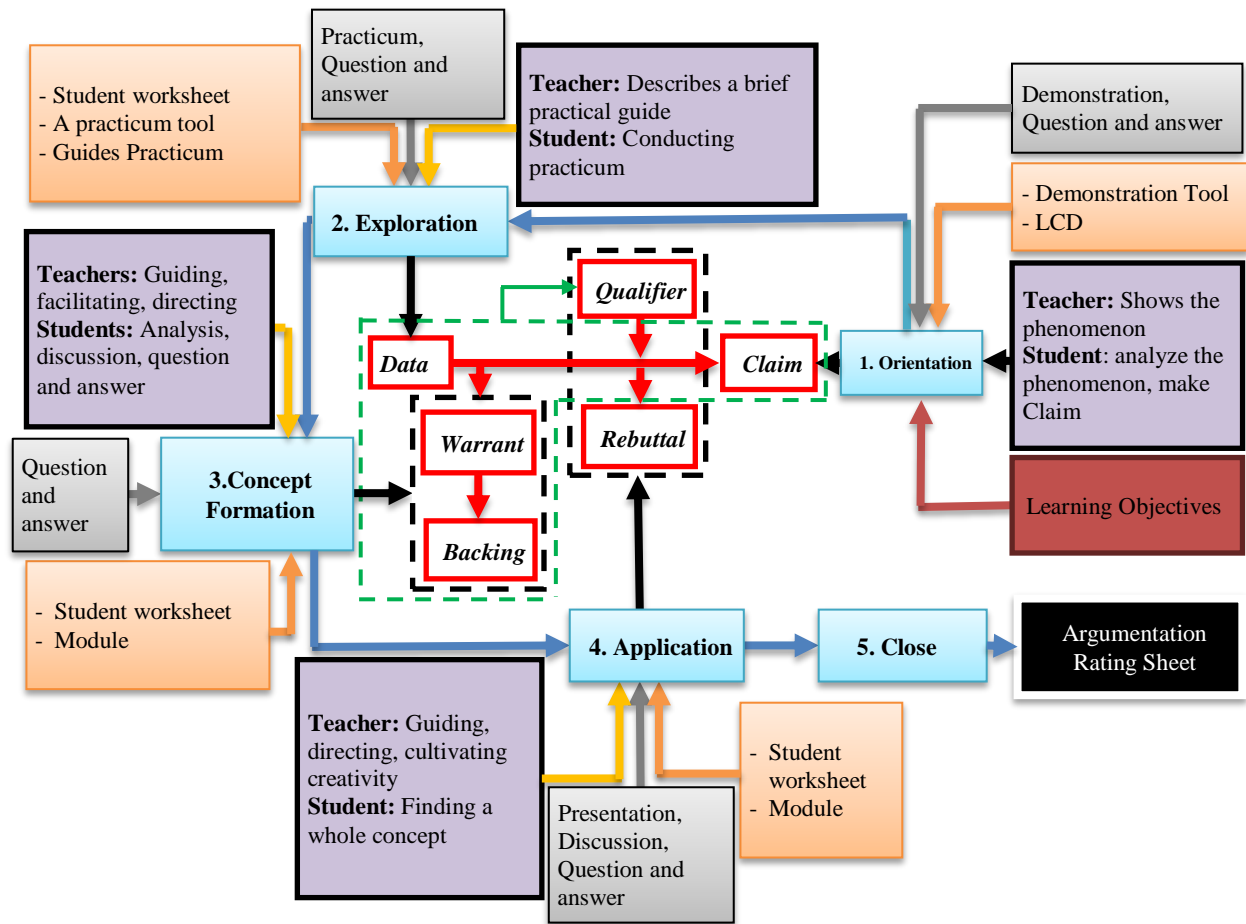 Practicum,
Question and
answer
- Student worksheet
- A practicum tool
- Guides Practicum
Teacher: Describes a brief
practical guide
Student: Conducting
practicum
Demonstration,
Question and answer
- Demonstration Tool
- LCD
2. Exploration
Teachers: Guiding,
facilitating, directing
Students: Analysis,
discussion, question
and answer
Qualifier
Data
Claim
1. Orientation
Teacher: Shows the
phenomenon
Student: analyze the
phenomenon, make
Claim
Warrant
Rebuttal
Question
and
answer
3.Concept
Formation
Backing
Learning Objectives
- Student worksheet
- Module
4. Application
5. Close
Argumentation
Rating Sheet
Teacher: Guiding,
directing, cultivating
creativity
Student: Finding a
whole concept
Presentation,
Discussion,
Question and
answer
- Student
worksheet
- Module